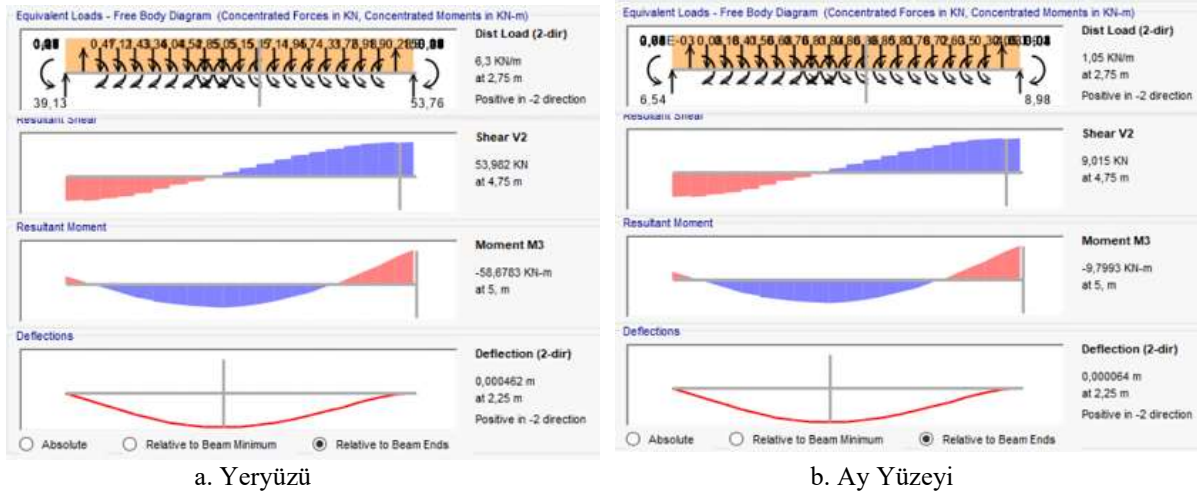 Equivalent Loads - Free Body Diagram (Concentrated Forces in KN, Concentrated Moments in KN-m)
Dist Load (2-dir)
6,3 KN/m
at 2,75 m
Positive in -2 direction
39,13
53,76
Resultant Shear
Shear V2
53,982 KN
at 4,75 m
Resultant Moment
Moment M3
-58,6783 KN-m
at 5, m
Deflections
Deflection (2-dir)
0,000462 m
at 2,25 m
Positive in -2 direction
Absolute
Relative to Beam Minimum
Relative to Beam Ends
a. Yeryüzü
Equivalent Loads - Free Body Diagram (Concentrated Forces in KN, Concentrated Moments in KN-m)
Dist Load (2-dir)
1,05 KN/m
at 2,75 m
Positive in -2 direction
6,54
8,98
Resultant Shear
Shear V2
9,015 KN
at 4,75 m
Resultant Moment
Moment M3
-9,7993 KN-m
at 5, m
Deflections
Deflection (2-dir)
0,000064 m
at 2,25 m
Positive in -2 direction
Absolute
Relative to Beam Minimum
Relative to Beam Ends
b. Ay Yüzeyi